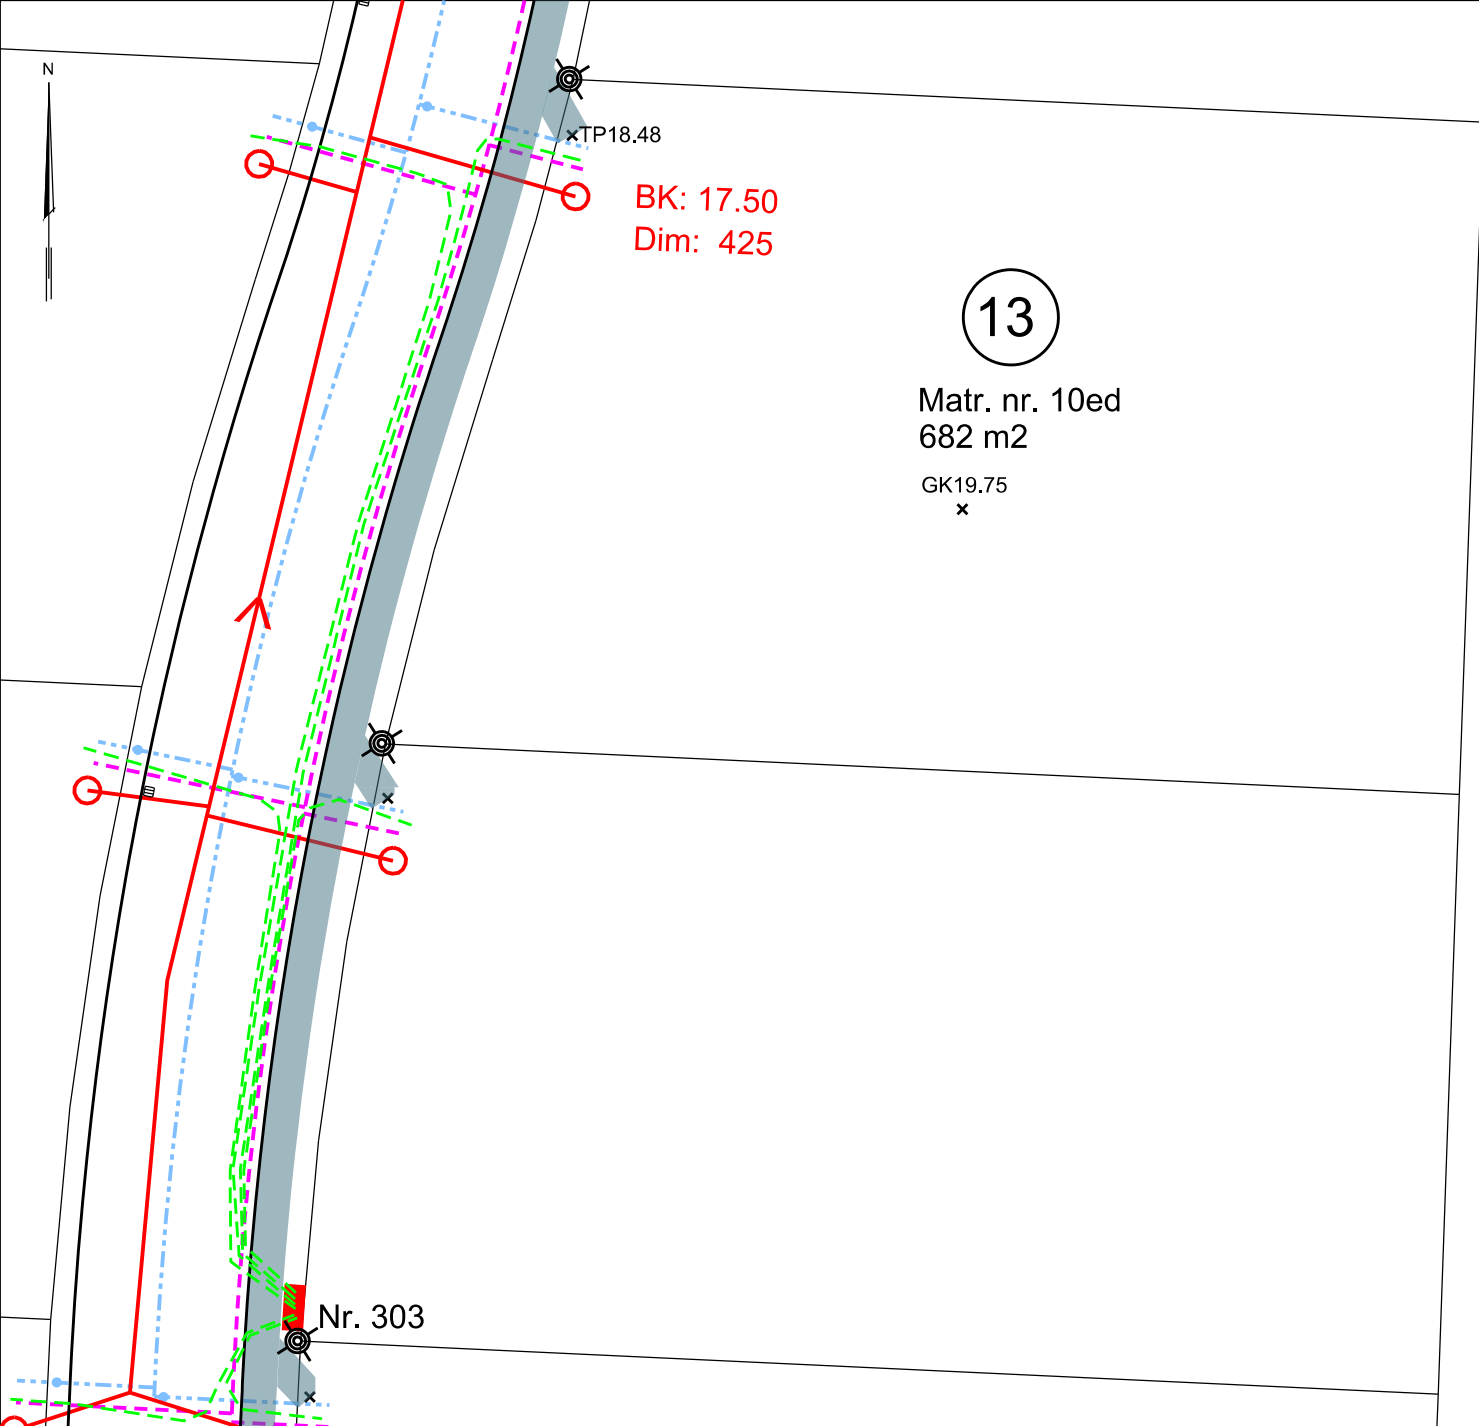 N
TP18.48
BK: 17.50
Dim: 425
13
Matr. nr. 10ed
682 m2
GK19.75
Nr. 303